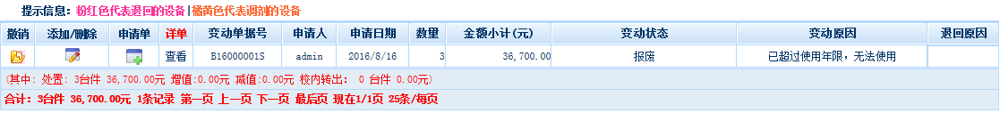 提示信息：粉红色代表退回的设备|橘黄色代表调剂的设备
撤销 添加/删除 申请单 详单 变动单据号 申请人 申请日期 数量 金额小计(元) 变动状态 变动原因 退回原因
查看 B16000001S admin 2016/8/16 3 36,700.00 报废 已超过使用年限，无法使用
(其中: 处置: 3台件 36,700.00元 增值:0.00元 减值:0.00元 校内转出: 0 台件 0.00元)
合计: 3台件 36,700.00元 1条记录 第一页 上一页 下一页 最后页 现在1/1页 25条/每页